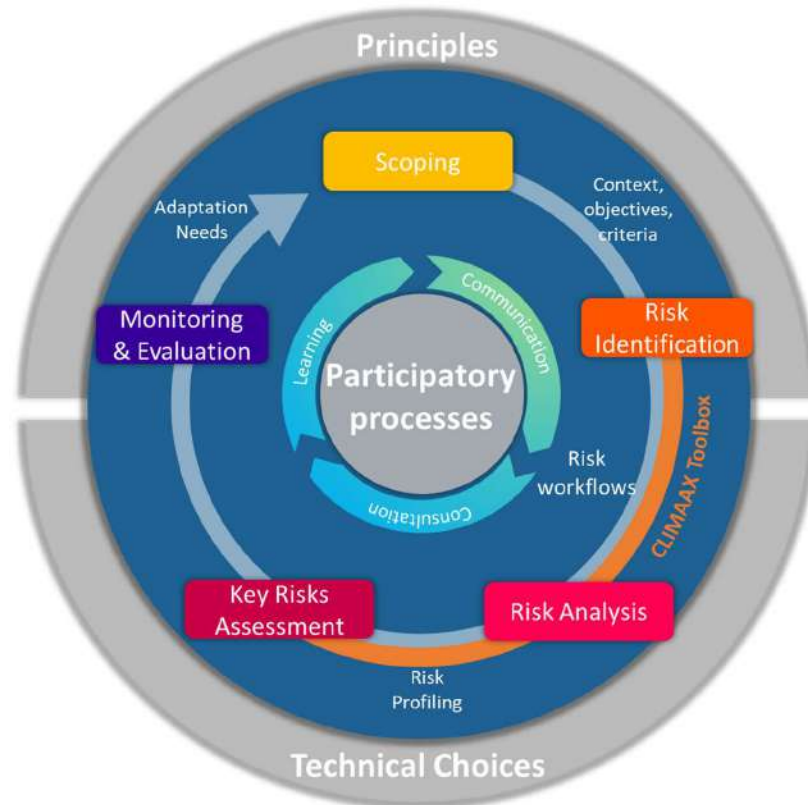 Principles
Scoping
Context,
objectives,
criteria
Adaptation
Needs
Risk
Identification
Monitoring
& Evaluation
Communication
Learning
Participatory
processes
Consultation
Risk
workflows
CLIMAAX Toolbox
Key Risks
Assessment
Risk Analysis
Risk
Profiling
Technical Choices